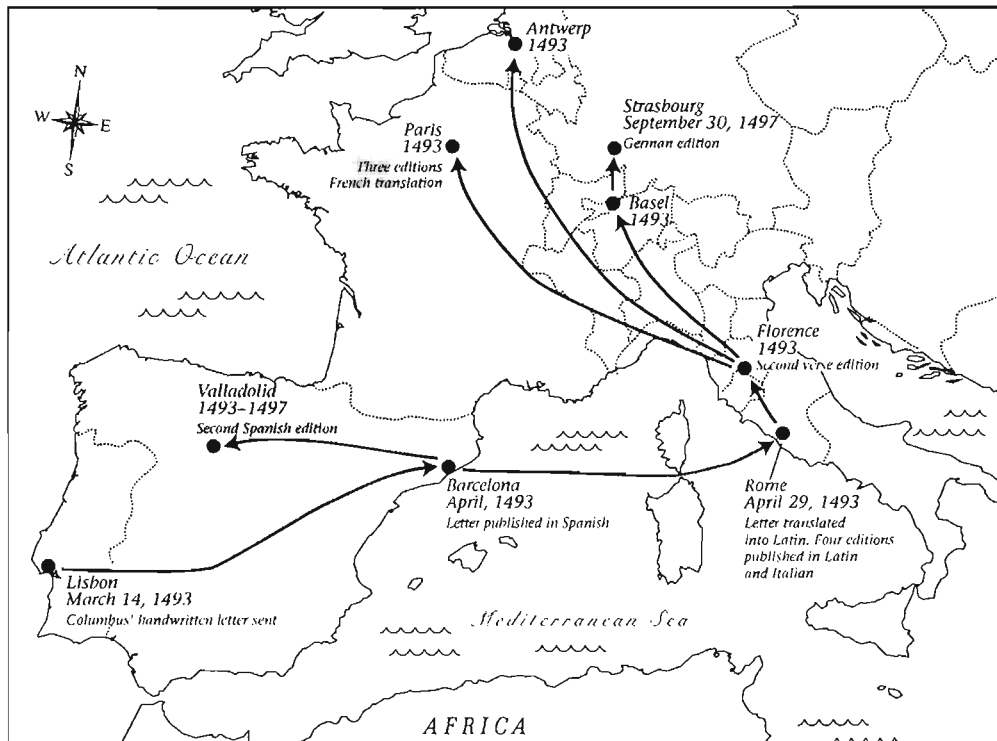 Antwerp
1493
N
W
E
S
Strasbourg
September 30, 1497
German edition
Paris
1493
Three editions
French translation
Basel
1493
Atlantic Ocean
Florence
1493
Second verse edition
Valladolid
1493–1497
Second Spanish edition
Barcelona
April, 1493
Letter published in Spanish
Rome
April 29, 1493
Letter translated
into Latin. Four editions
published in Latin
and Italian
Lisbon
March 14, 1493
Columbus' handwritten letter sent
Mediterranean Sea
AFRICA